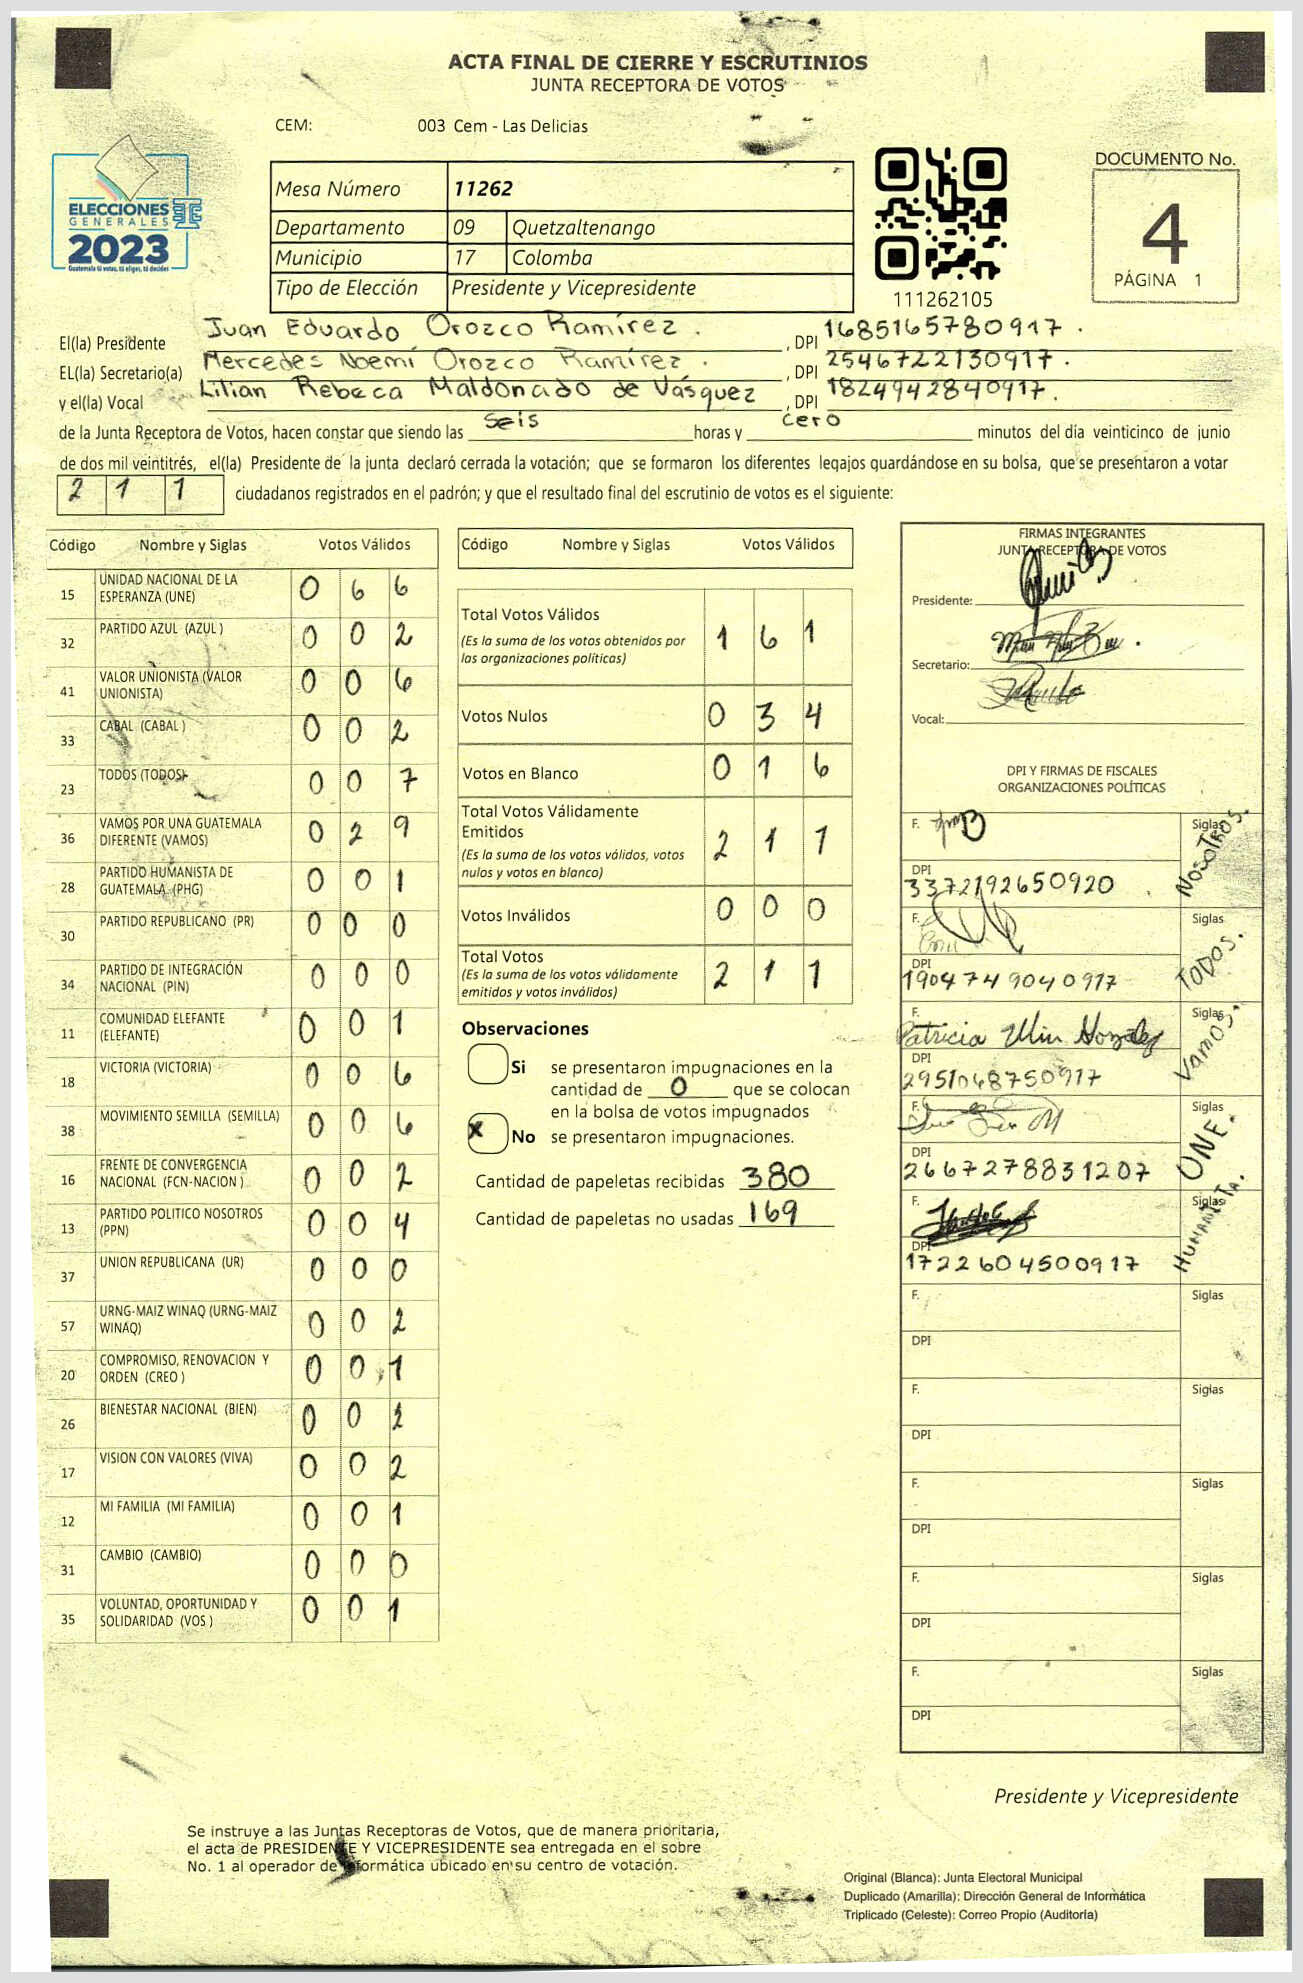 ACTA FINAL DE CIERRE Y ESCRUTINIOS
JUNTA RECEPTORA DE VOTOS
CEM: 003 Cem - Las Delicias
ELECCIONES
GENERALES
2023
Guatemala tú votas, tú eliges, tú decides
Mesa Número 11262
Departamento 09 Quetzaltenango
Municipio 17 Colomba
Tipo de Elección Presidente y Vicepresidente
111262105
DOCUMENTO No.
4
PÁGINA 1
El(la) Presidente Juan Eduardo Orozco Ramírez . , DPI 1685165780917 .
EL(la) Secretario(a) Mercedes Noemí Orozco Ramírez . , DPI 2546722130917 .
y el(la) Vocal Lilian Rebeca Maldonado de Vásquez , DPI 1824942840917.
de la Junta Receptora de Votos, hacen constar que siendo las seis horas y cero minutos del día veinticinco de junio
de dos mil veintitrés, el(la) Presidente de la junta declaró cerrada la votación; que se formaron los diferentes legajos guardándose en su bolsa, que se presentaron a votar
2 1 1 ciudadanos registrados en el padrón; y que el resultado final del escrutinio de votos es el siguiente:
Código Nombre y Siglas Votos Válidos
15 UNIDAD NACIONAL DE LA ESPERANZA (UNE) 0 6 6
32 PARTIDO AZUL (AZUL ) 0 0 2
41 VALOR UNIONISTA (VALOR UNIONISTA) 0 0 6
33 CABAL (CABAL ) 0 0 2
23 TODOS (TODOS) 0 0 7
36 VAMOS POR UNA GUATEMALA DIFERENTE (VAMOS) 0 2 9
28 PARTIDO HUMANISTA DE GUATEMALA (PHG) 0 0 1
30 PARTIDO REPUBLICANO (PR) 0 0 0
34 PARTIDO DE INTEGRACIÓN NACIONAL (PIN) 0 0 0
11 COMUNIDAD ELEFANTE (ELEFANTE) 0 0 1
18 VICTORIA (VICTORIA) 0 0 6
38 MOVIMIENTO SEMILLA (SEMILLA) 0 0 6
16 FRENTE DE CONVERGENCIA NACIONAL (FCN-NACION ) 0 0 2
13 PARTIDO POLITICO NOSOTROS (PPN) 0 0 4
37 UNION REPUBLICANA (UR) 0 0 0
57 URNG-MAIZ WINAQ (URNG-MAIZ WINAQ) 0 0 2
20 COMPROMISO, RENOVACION Y ORDEN (CREO ) 0 0 1
26 BIENESTAR NACIONAL (BIEN) 0 0 2
17 VISION CON VALORES (VIVA) 0 0 2
12 MI FAMILIA (MI FAMILIA) 0 0 1
31 CAMBIO (CAMBIO) 0 0 0
35 VOLUNTAD, OPORTUNIDAD Y SOLIDARIDAD (VOS ) 0 0 1
Código Nombre y Siglas Votos Válidos
Total Votos Válidos 1 6 1
(Es la suma de los votos obtenidos por
las organizaciones políticas)
Votos Nulos 0 3 4
Votos en Blanco 0 1 6
Total Votos Válidamente
Emitidos 2 1 1
(Es la suma de los votos válidos, votos
nulos y votos en blanco)
Votos Inválidos 0 0 0
Total Votos 2 1 1
(Es la suma de los votos válidamente
emitidos y votos inválidos)
Observaciones
Si se presentaron impugnaciones en la
cantidad de 0 que se colocan
en la bolsa de votos impugnados
x No se presentaron impugnaciones.
Cantidad de papeletas recibidas 380
Cantidad de papeletas no usadas 169
FIRMAS INTEGRANTES
JUNTA RECEPTORA DE VOTOS
Presidente:
Secretario:
Vocal:
DPI Y FIRMAS DE FISCALES
ORGANIZACIONES POLÍTICAS
F. Siglas NOSOTROS.
DPI
3372192650920
F. Siglas TODOS.
DPI
1904749040917
F. Patricia González Siglas VAMOS.
DPI
2951048750917
F. Siglas UNE.
DPI
2667278831207
F. Siglas HUMANISTA.
DPI
1722604500917
F. Siglas
DPI
F. Siglas
DPI
F. Siglas
DPI
F. Siglas
DPI
F. Siglas
DPI
Presidente y Vicepresidente
Se instruye a las Juntas Receptoras de Votos, que de manera prioritaria,
el acta de PRESIDENTE Y VICEPRESIDENTE sea entregada en el sobre
No. 1 al operador de informática ubicado en su centro de votación.
Original (Blanca): Junta Electoral Municipal
Duplicado (Amarilla): Dirección General de Informática
Triplicado (Celeste): Correo Propio (Auditoría)